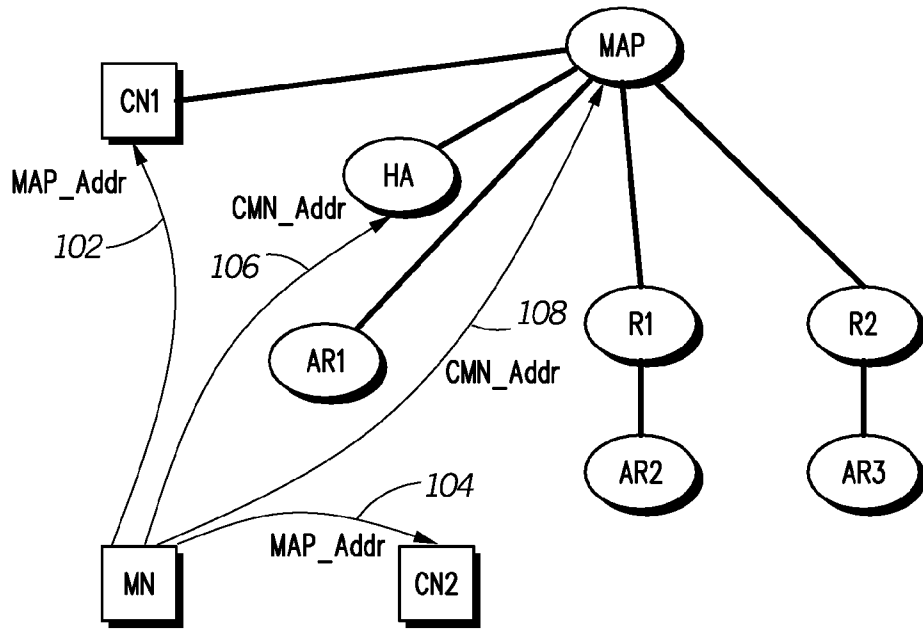 MAP
CN1
HA
MAP_Addr
CMN_Addr
102
106
108
R1
R2
AR1
CMN_Addr
AR2
AR3
104
MAP_Addr
MN
CN2